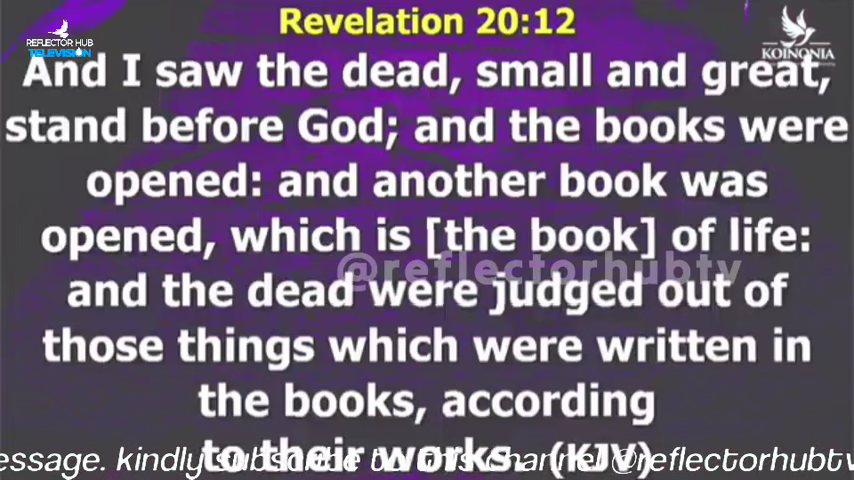 Revelation 20:12
REFLECTOR HUB
TELEVISION
KOINONIA
And I saw the dead, small and great,
stand before God; and the books were
opened: and another book was
opened, which is [the book] of life:
@reflectorhubtv
and the dead were judged out of
those things which were written in
the books, according
to their works. (KJV)
essage. kindly subscribe to this channel @reflectorhubtv